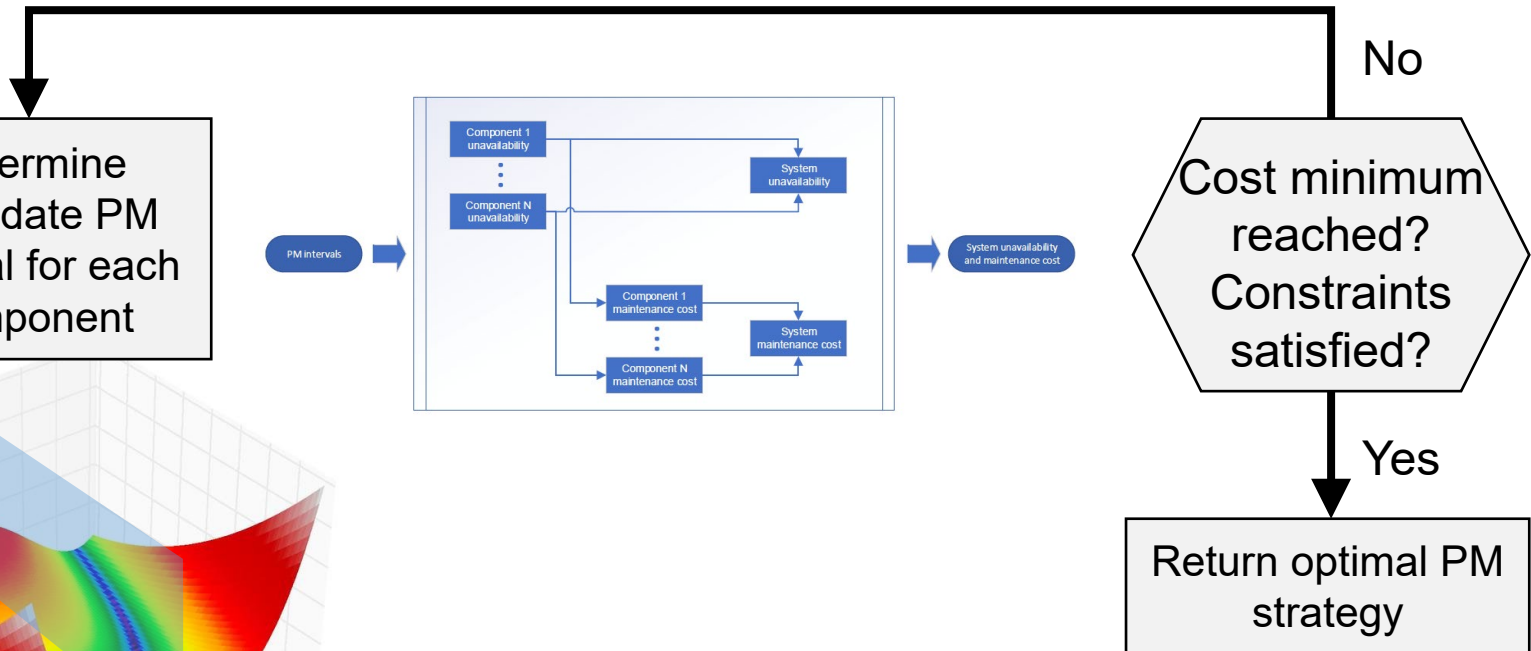 No
ermine
date PM
al for each
ponent
Component 1
unavailability
Component N
unavailability
System
unavailability
PM intervals
System unavailability
and maintenance cost
Component 1
maintenance cost
Component N
maintenance cost
System
maintenance cost
Cost minimum
reached?
Constraints
satisfied?
Yes
Return optimal PM
strategy